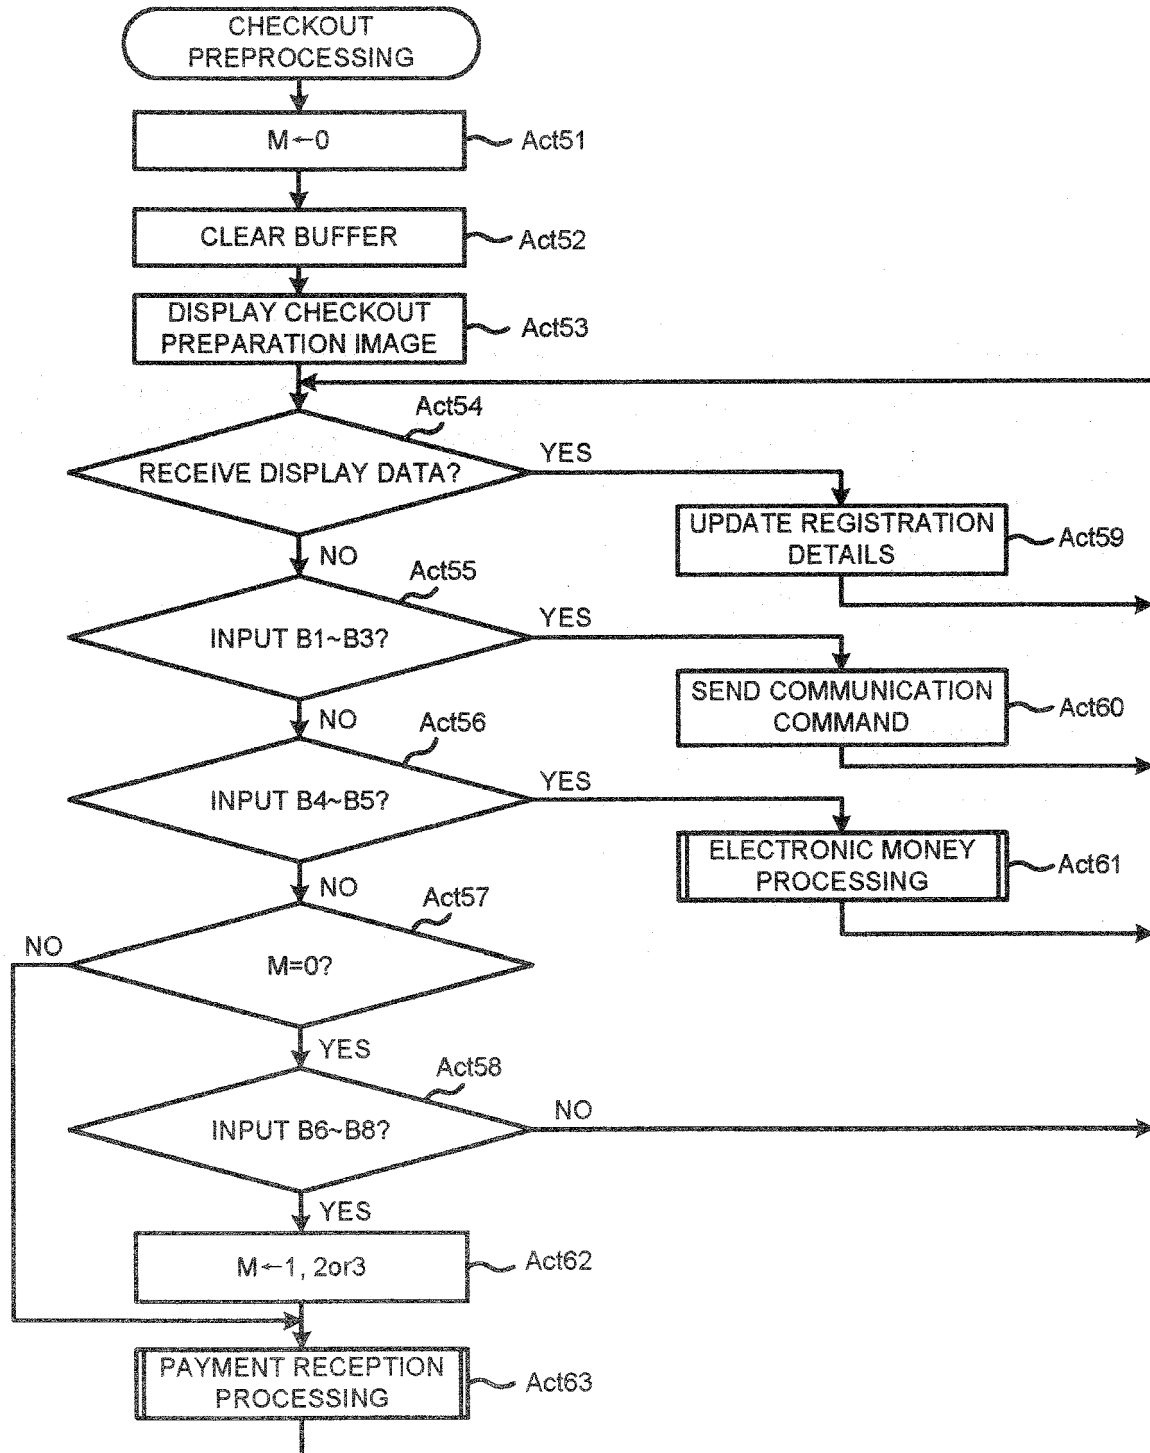 CHECKOUT
PREPROCESSING
M←0
Act51
CLEAR BUFFER
Act52
DISPLAY CHECKOUT
PREPARATION IMAGE
Act53
Act54
RECEIVE DISPLAY DATA?
YES
UPDATE REGISTRATION
DETAILS
Act59
NO
Act55
INPUT B1~B3?
YES
SEND COMMUNICATION
COMMAND
Act60
NO
Act56
INPUT B4~B5?
YES
ELECTRONIC MONEY
PROCESSING
Act61
NO
Act57
NO
M=0?
YES
Act58
INPUT B6~B8?
NO
YES
M←1, 2or3
Act62
PAYMENT RECEPTION
PROCESSING
Act63